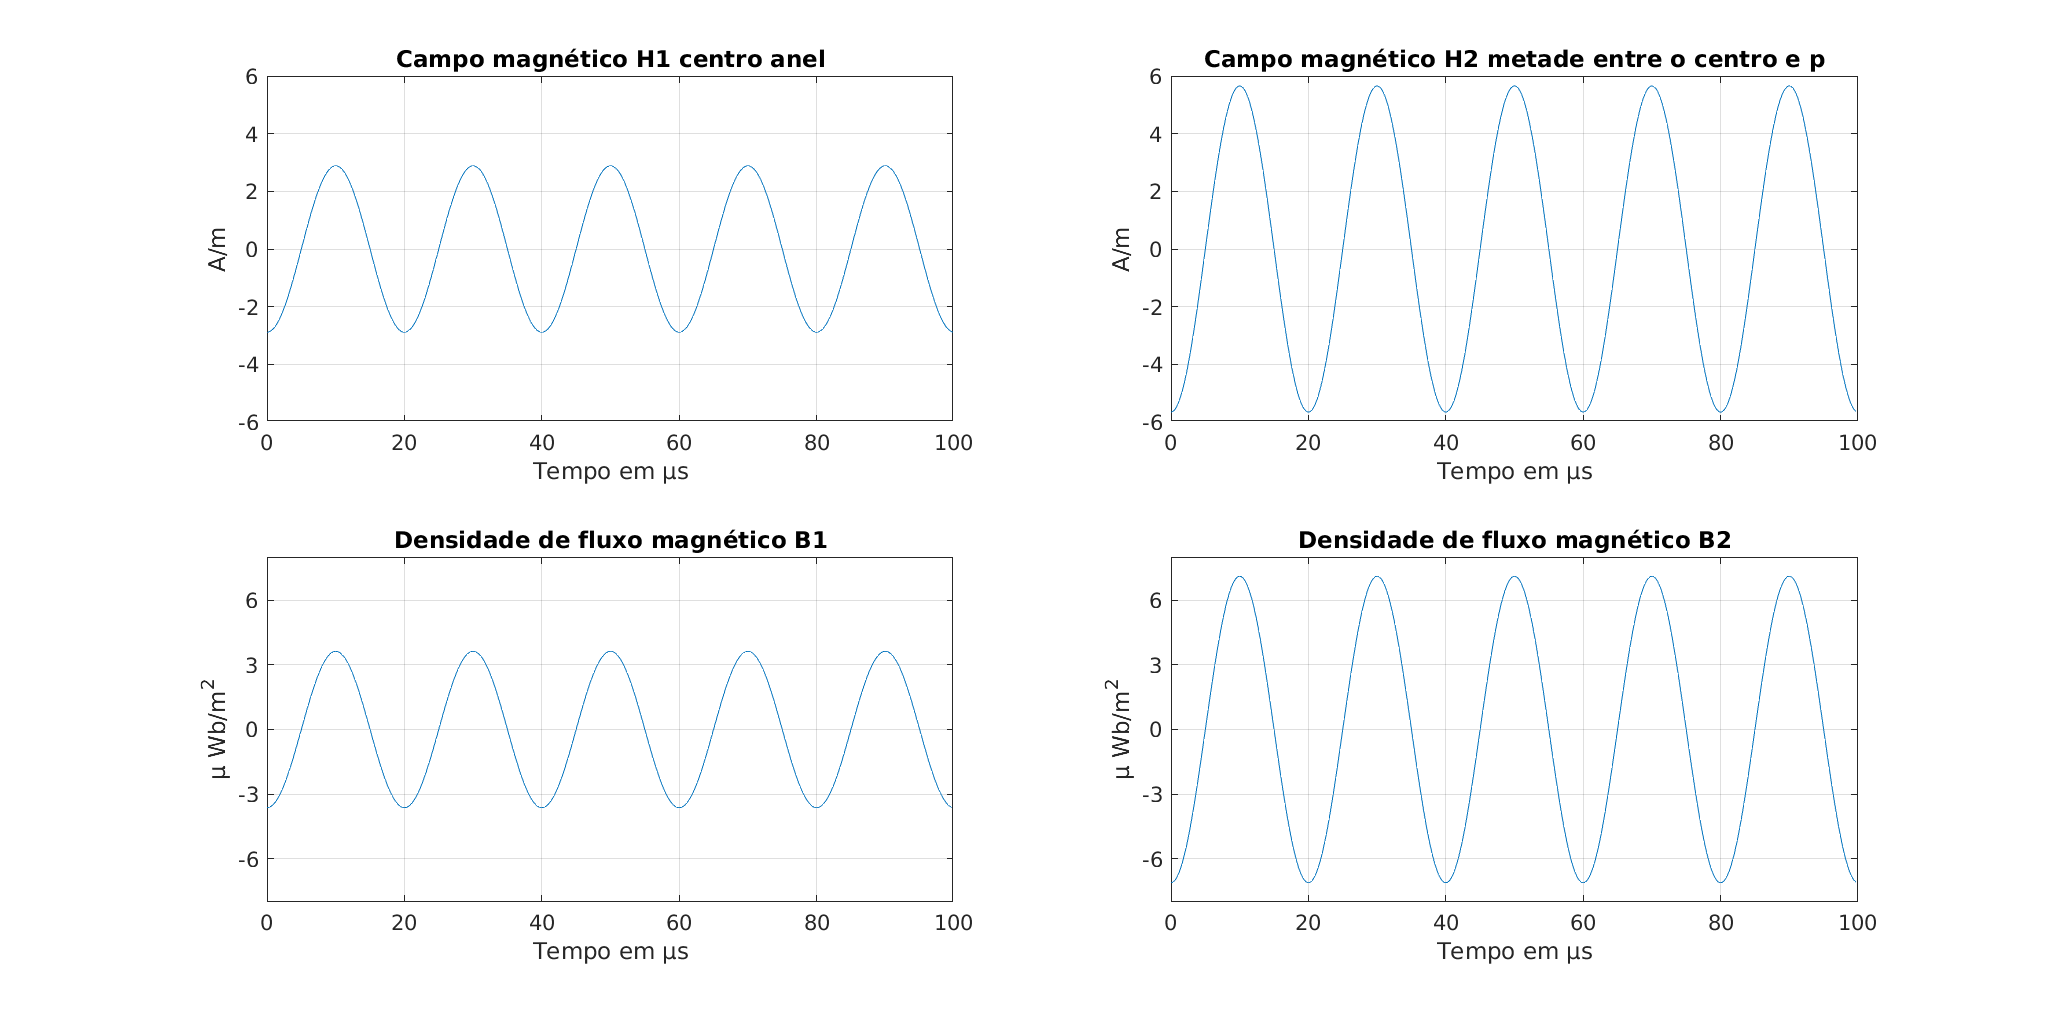 Campo magnético H1 centro anel
6
4
2
0
-2
-4
-6
A/m
0 20 40 60 80 100
Tempo em µs
Campo magnético H2 metade entre o centro e p
6
4
2
0
-2
-4
-6
A/m
0 20 40 60 80 100
Tempo em µs
Densidade de fluxo magnético B1
6
3
0
-3
-6
µ Wb/m²
0 20 40 60 80 100
Tempo em µs
Densidade de fluxo magnético B2
6
3
0
-3
-6
µ Wb/m²
0 20 40 60 80 100
Tempo em µs